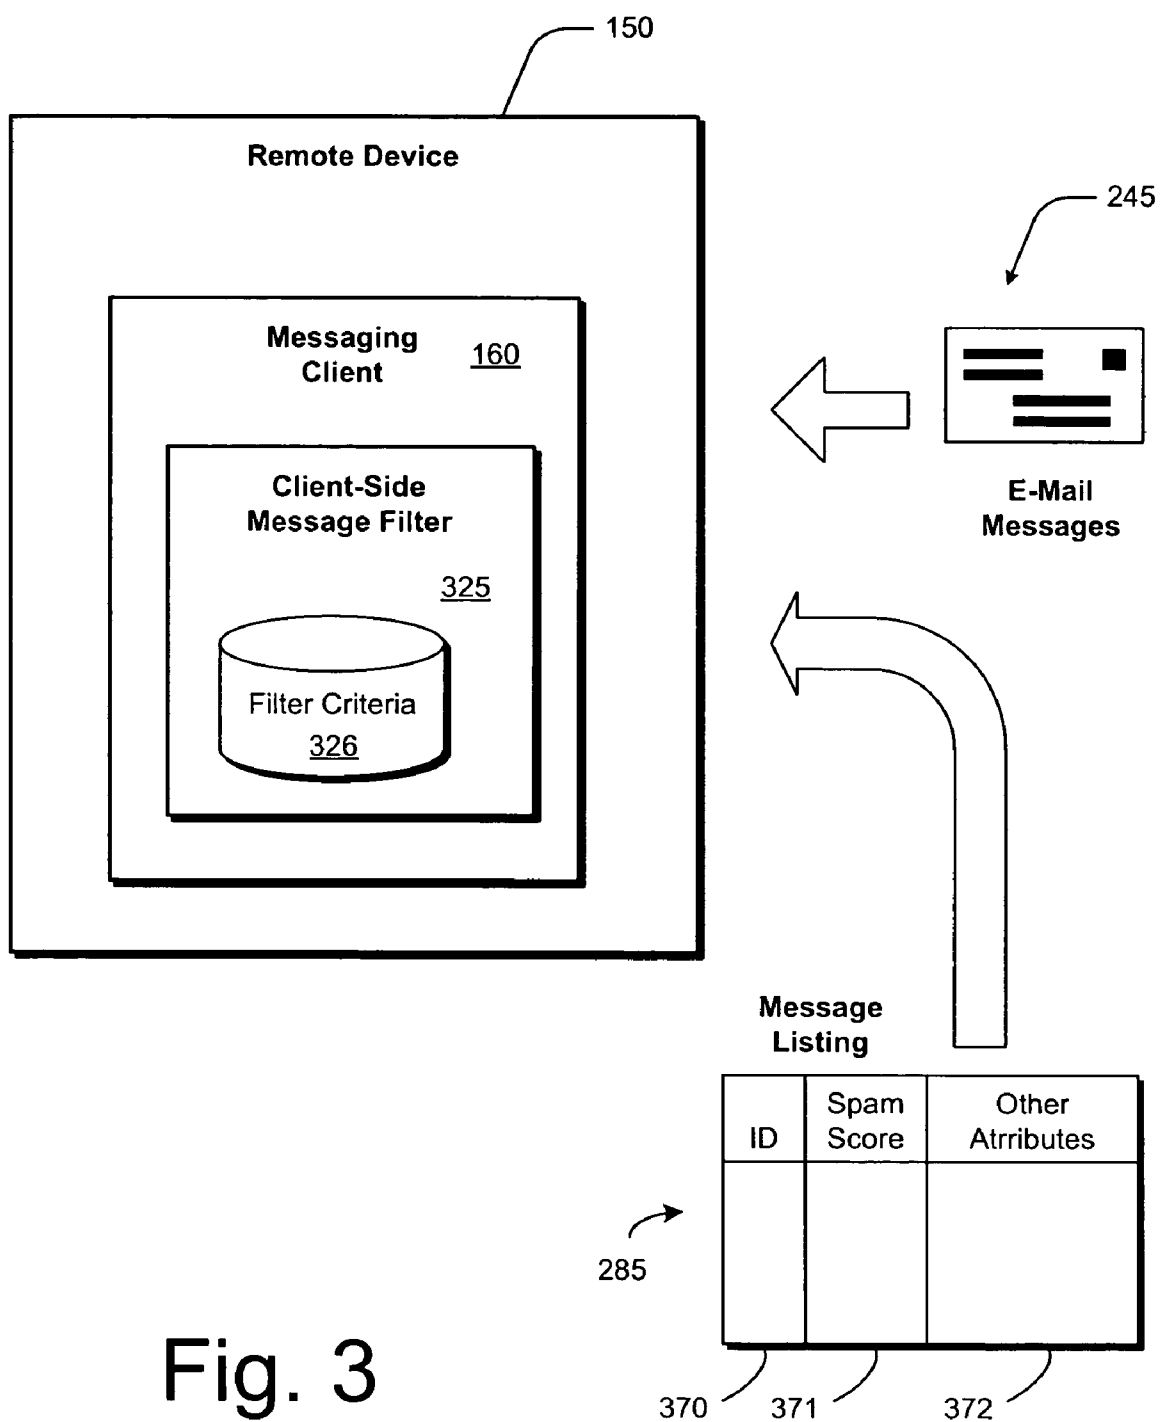 150
Remote Device
245
Messaging
Client
160
E-Mail
Messages
Client-Side
Message Filter
325
Filter Criteria
326
Message
Listing
ID
Spam
Score
Other
Atrributes
285
370
371
372
Fig. 3